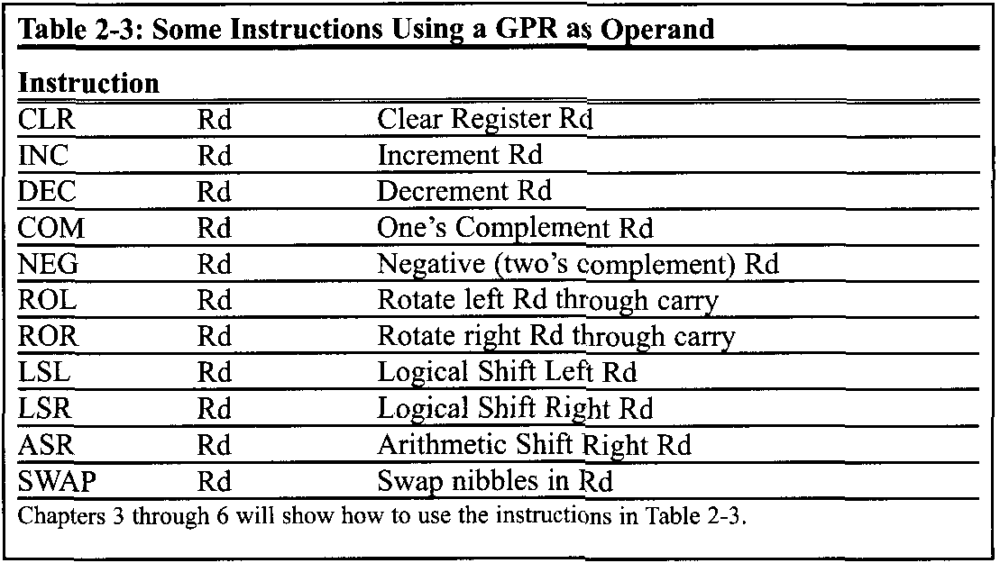 Table 2-3: Some Instructions Using a GPR as Operand
Instruction
CLR Rd Clear Register Rd
INC Rd Increment Rd
DEC Rd Decrement Rd
COM Rd One's Complement Rd
NEG Rd Negative (two's complement) Rd
ROL Rd Rotate left Rd through carry
ROR Rd Rotate right Rd through carry
LSL Rd Logical Shift Left Rd
LSR Rd Logical Shift Right Rd
ASR Rd Arithmetic Shift Right Rd
SWAP Rd Swap nibbles in Rd
Chapters 3 through 6 will show how to use the instructions in Table 2-3.